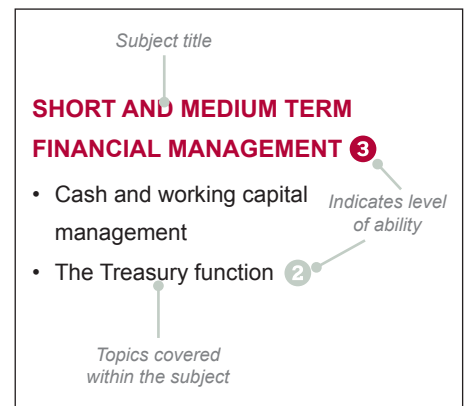 Subject title
SHORT AND MEDIUM TERM
FINANCIAL MANAGEMENT 3
• Cash and working capital
management
Indicates level
of ability
• The Treasury function 2
Topics covered
within the subject